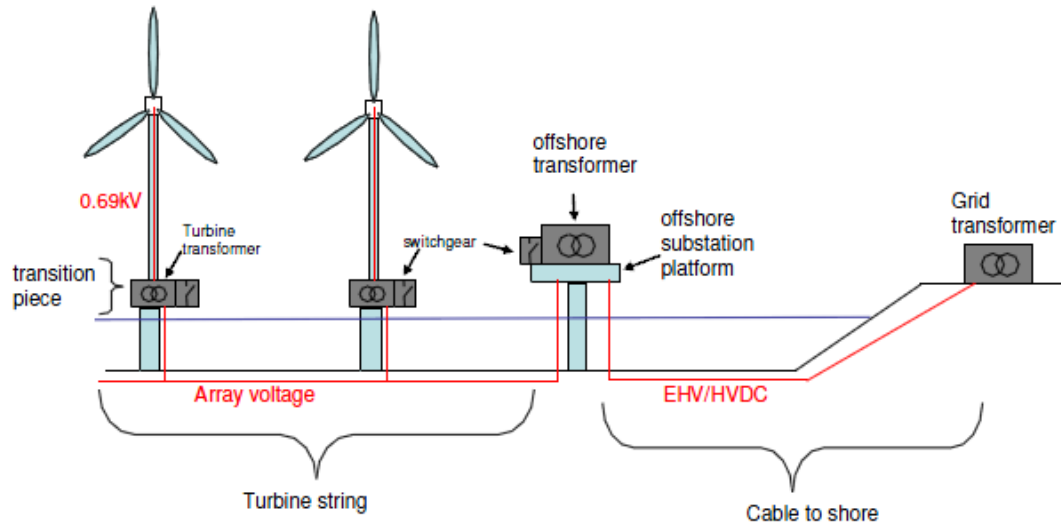 offshore
transformer
0.69kV
Turbine
transformer
switchgear
offshore
substation
platform
Grid
transformer
transition
piece
Array voltage
EHV/HVDC
Turbine string
Cable to shore